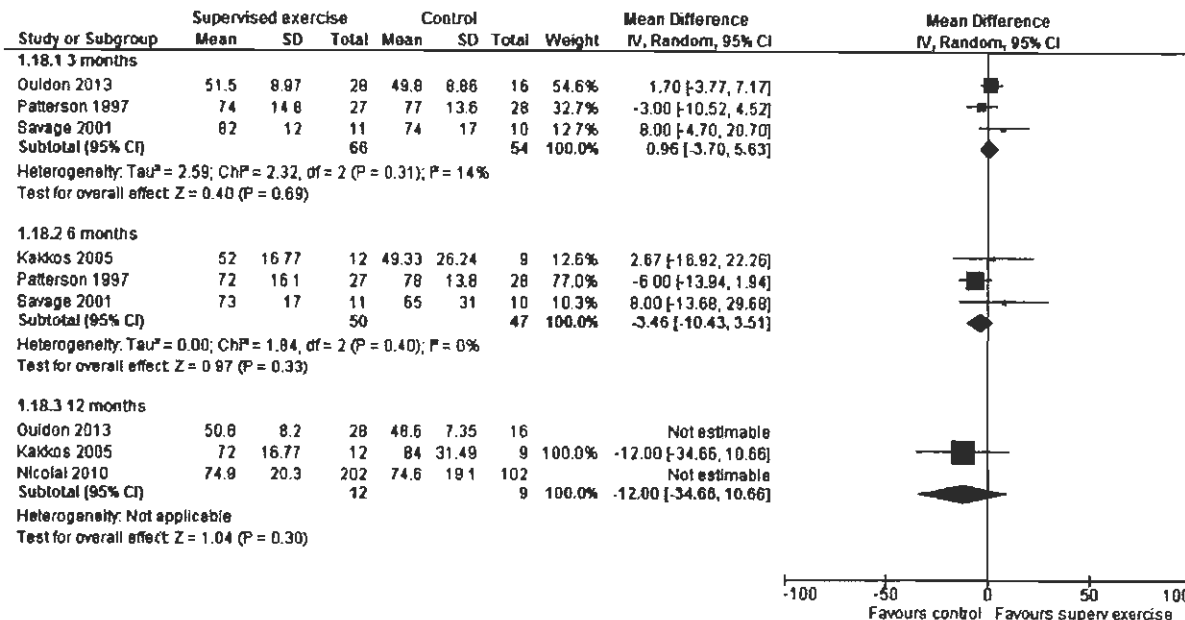 Supervised exercise Control Mean Difference Mean Difference
Study or Subgroup Mean SD Total Mean SD Total Weight IV, Random, 95% CI IV, Random, 95% CI
1.18.1 3 months
Guidon 2013 51.5 8.97 28 49.8 8.86 16 54.6% 1.70 [-3.77, 7.17]
Patterson 1997 74 14.8 27 77 13.6 28 32.7% -3.00 [-10.52, 4.52]
Savage 2001 82 12 11 74 17 10 12.7% 8.00 [-4.70, 20.70]
Subtotal (95% CI) 66 54 100.0% 0.96 [-3.70, 5.63]
Heterogeneity: Tau² = 2.59; Chi² = 2.32, df = 2 (P = 0.31); I² = 14%
Test for overall effect: Z = 0.40 (P = 0.69)
1.18.2 6 months
Kakkos 2005 52 16.77 12 49.33 26.24 9 12.6% 2.67 [-16.92, 22.26]
Patterson 1997 72 16.1 27 78 13.8 28 77.0% -6.00 [-13.94, 1.94]
Savage 2001 73 17 11 65 31 10 10.3% 8.00 [-13.68, 29.68]
Subtotal (95% CI) 50 47 100.0% -3.46 [-10.43, 3.51]
Heterogeneity: Tau² = 0.00; Chi² = 1.84, df = 2 (P = 0.40); I² = 0%
Test for overall effect: Z = 0.97 (P = 0.33)
1.18.3 12 months
Guidon 2013 50.8 8.2 28 48.6 7.35 16 Not estimable
Kakkos 2005 72 16.77 12 84 31.49 9 100.0% -12.00 [-34.66, 10.66]
Nicolai 2010 74.9 20.3 202 74.6 19.1 102 Not estimable
Subtotal (95% CI) 12 9 100.0% -12.00 [-34.66, 10.66]
Heterogeneity: Not applicable
Test for overall effect: Z = 1.04 (P = 0.30)
-100 -50 0 50 100
Favours control Favours superv exercise